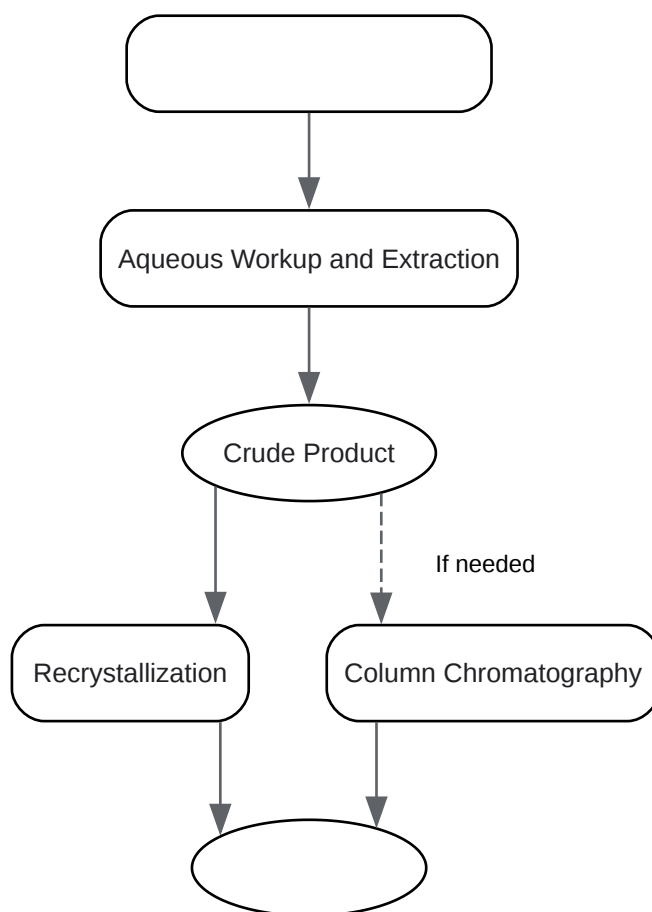 Aqueous Workup and Extraction
Crude Product
If needed
Recrystallization
Column Chromatography